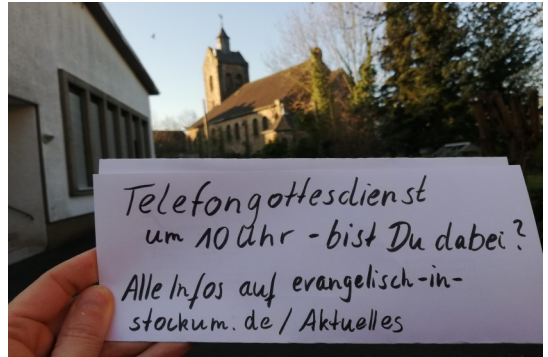 Telefongottesdienst
um 10 Uhr - bist Du dabei?
Alle Infos auf evangelisch-in-
stockum.de/Aktuelles